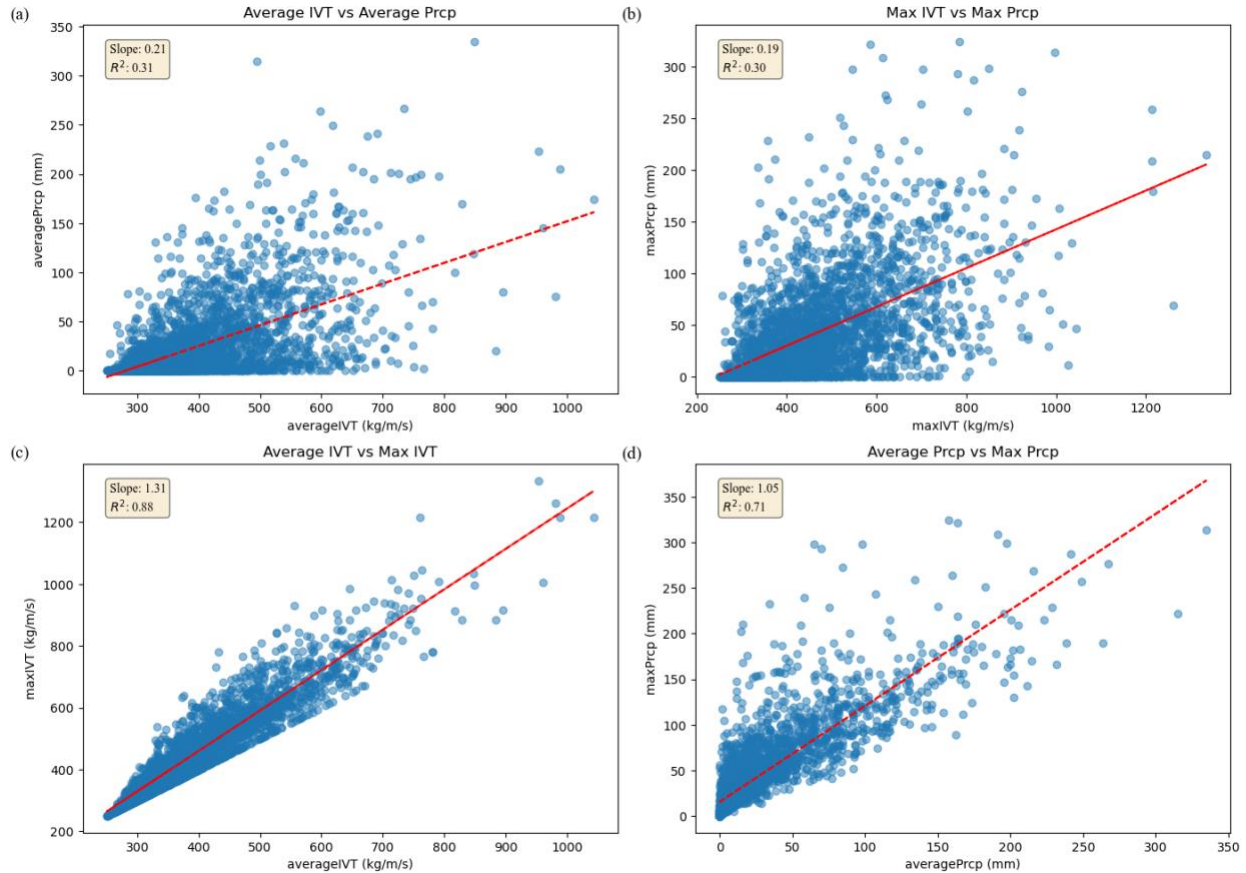 (a)
Average IVT vs Average Prcp
Slope: 0.21
R²: 0.31
350
300
250
200
150
100
50
0
averagePrcp (mm)
300 400 500 600 700 800 900 1000
averageIVT (kg/m/s)
(b)
Max IVT vs Max Prcp
Slope: 0.19
R²: 0.30
300
250
200
150
100
50
0
maxPrcp (mm)
200 400 600 800 1000 1200
maxIVT (kg/m/s)
(c)
Average IVT vs Max IVT
Slope: 1.31
R²: 0.88
1200
1000
800
600
400
200
maxIVT (kg/m/s)
300 400 500 600 700 800 900 1000
averageIVT (kg/m/s)
(d)
Average Prcp vs Max Prcp
Slope: 1.05
R²: 0.71
350
300
250
200
150
100
50
0
maxPrcp (mm)
0 50 100 150 200 250 300 350
averagePrcp (mm)